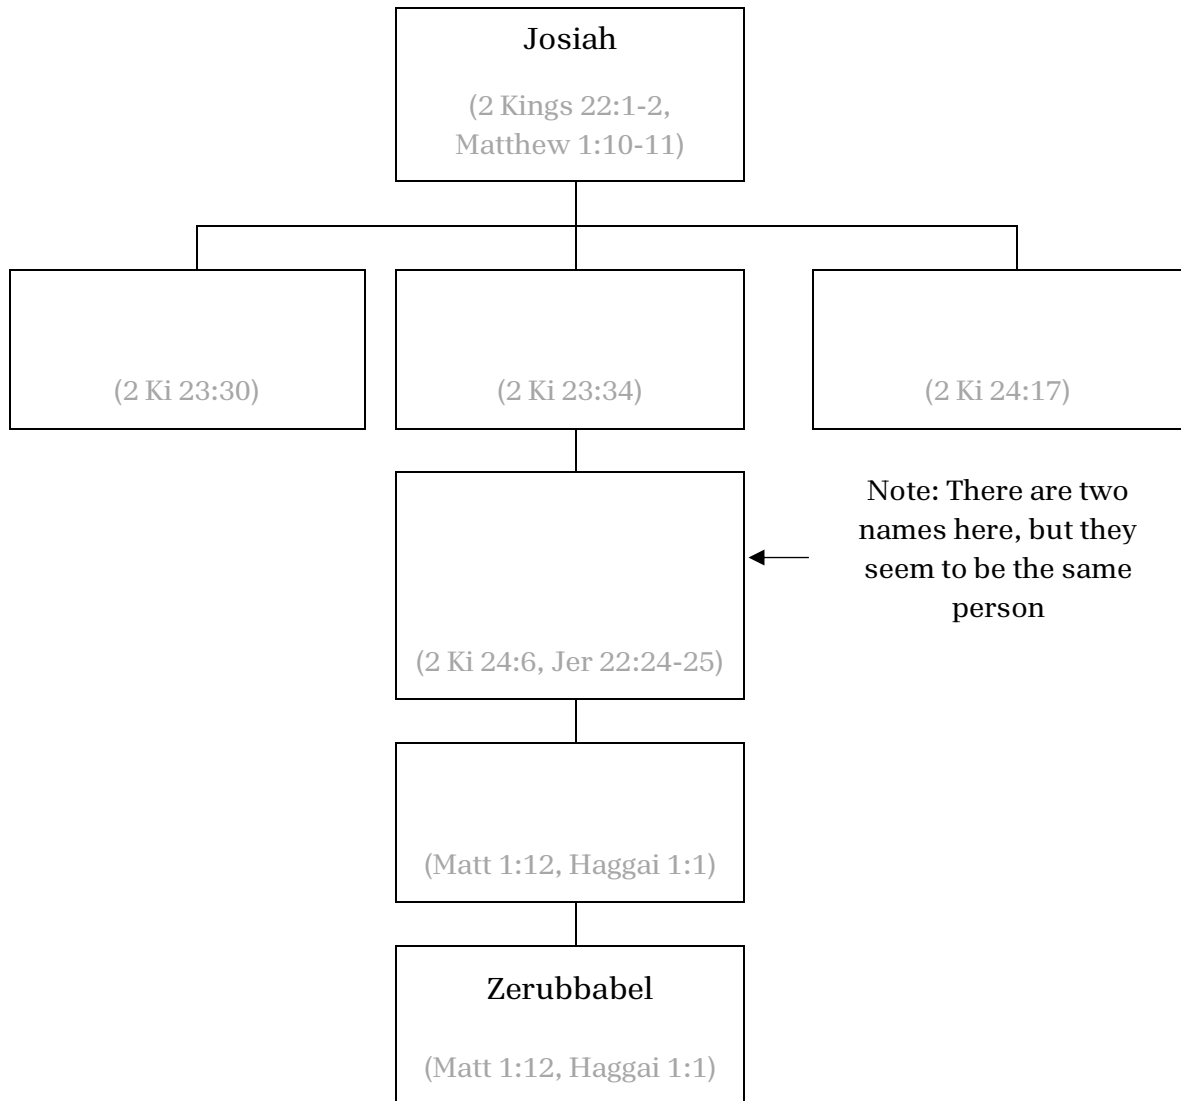 Josiah
(2 Kings 22:1-2,
Matthew 1:10-11)
(2 Ki 23:30)
(2 Ki 23:34)
(2 Ki 24:17)
(2 Ki 24:6, Jer 22:24-25)
Note: There are two
names here, but they
seem to be the same
person
(Matt 1:12, Haggai 1:1)
Zerubbabel
(Matt 1:12, Haggai 1:1)